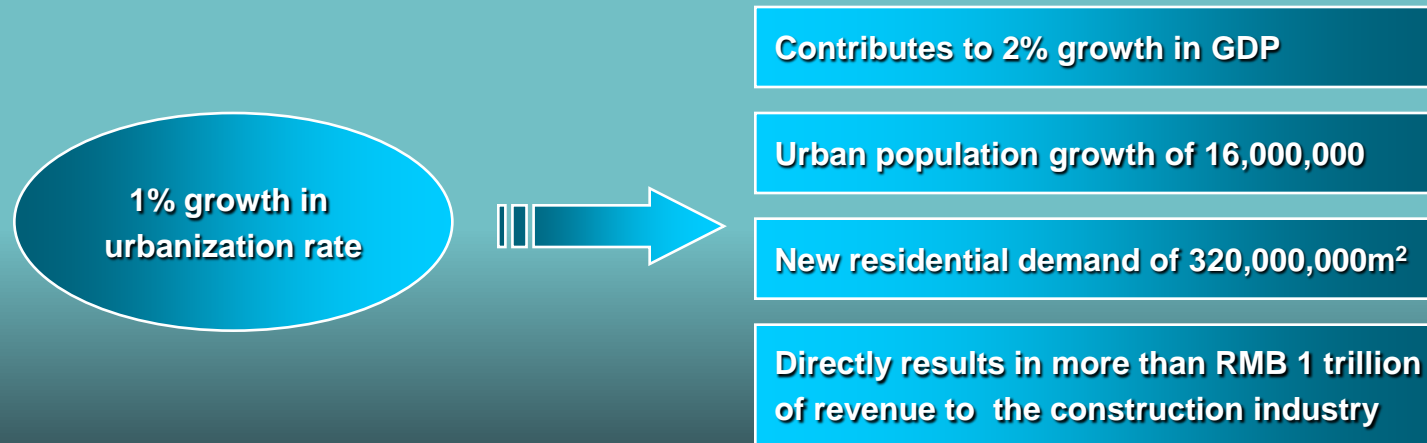 1% growth in
urbanization rate
Contributes to 2% growth in GDP
Urban population growth of 16,000,000
New residential demand of 320,000,000m²
Directly results in more than RMB 1 trillion
of revenue to the construction industry